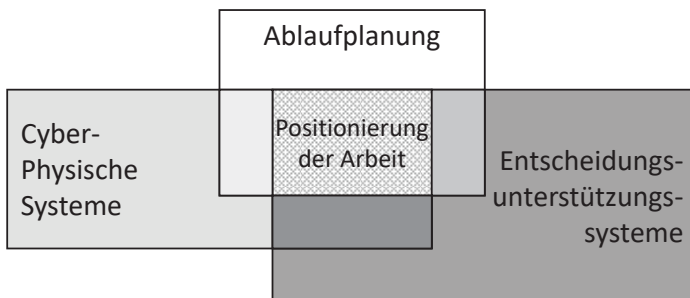 Ablaufplanung
Cyber-
Physische
Systeme
Positionierung
der Arbeit
Entscheidungs-
unterstützungs-
systeme